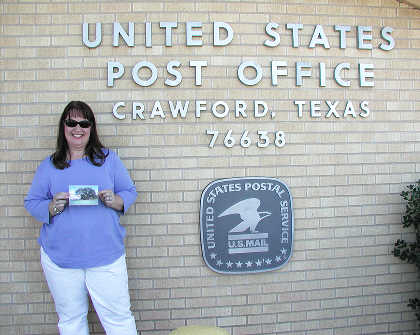 UNITED STATES
POST OFFICE
CRAWFORD, TEXAS
76638
UNITED STATES POSTAL SERVICE
U.S. MAIL